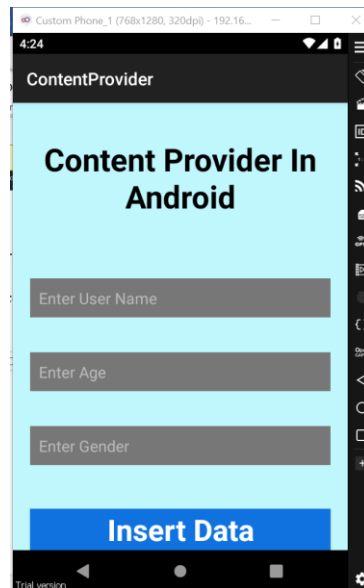 Custom Phone_1 (768x1280, 320dpi) - 192.16...
4:24
ContentProvider
Content Provider In
Android
Enter User Name
Enter Age
Enter Gender
Insert Data
Trial version